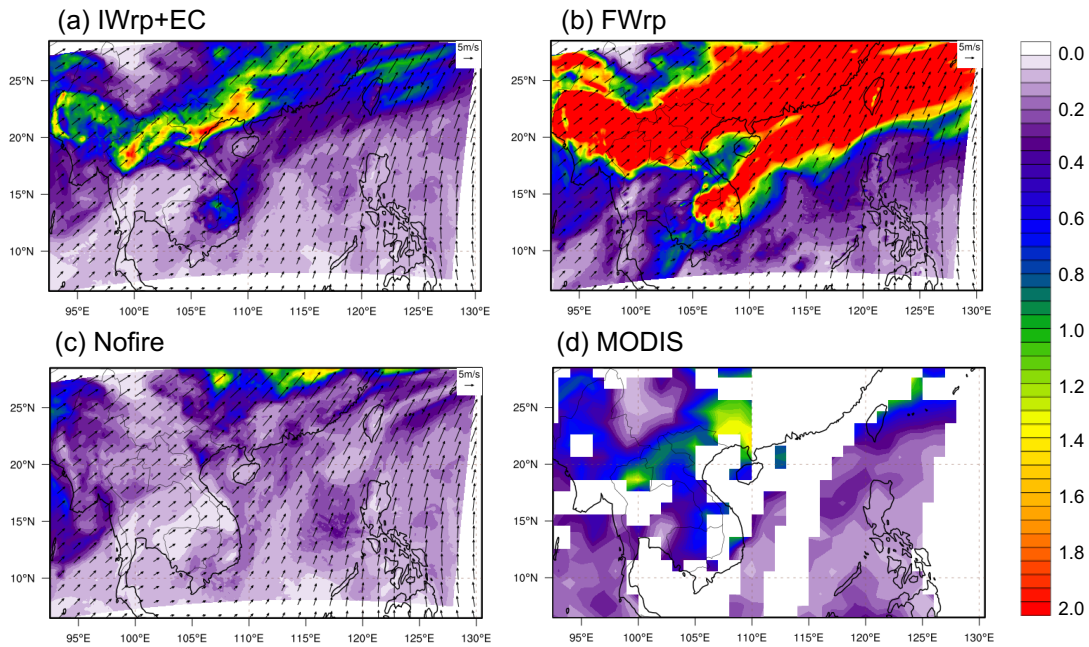 (a) IWrp+EC
(b) FWrp
5m/s
5m/s
25°N
20°N
15°N
10°N
25°N
20°N
15°N
10°N
95°E 100°E 105°E 110°E 115°E 120°E 125°E 130°E
95°E 100°E 105°E 110°E 115°E 120°E 125°E 130°E
(c) Nofire
(d) MODIS
5m/s
25°N
20°N
15°N
10°N
25°N
20°N
15°N
10°N
95°E 100°E 105°E 110°E 115°E 120°E 125°E 130°E
95°E 100°E 105°E 110°E 115°E 120°E 125°E 130°E
0.0
0.2
0.4
0.6
0.8
1.0
1.2
1.4
1.6
1.8
2.0